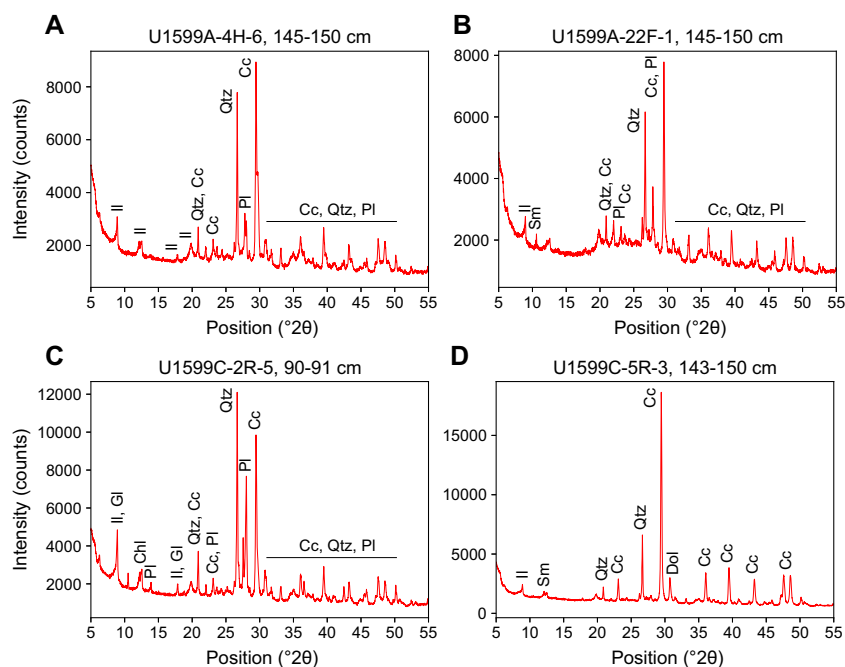 A
U1599A-4H-6, 145-150 cm
Intensity (counts)
8000
6000
4000
2000
Il
Il
Il
Il
Qtz, Cc
Cc
Qtz
Pl
Cc
Cc, Qtz, Pl
5 10 15 20 25 30 35 40 45 50 55
Position (°2θ)
B
U1599A-22F-1, 145-150 cm
8000
6000
4000
2000
Il
Sm
Qtz, Cc
Pl
Cc
Qtz
Cc, Pl
Cc, Qtz, Pl
5 10 15 20 25 30 35 40 45 50 55
Position (°2θ)
C
U1599C-2R-5, 90-91 cm
Intensity (counts)
12000
10000
8000
6000
4000
2000
Il, Gl
Chl
Pl
Il, Gl
Qtz, Cc
Cc, Pl
Qtz
Pl
Cc
Cc, Qtz, Pl
5 10 15 20 25 30 35 40 45 50 55
Position (°2θ)
D
U1599C-5R-3, 143-150 cm
15000
10000
5000
0
Il
Sm
Qtz
Cc
Qtz
Cc
Dol
Cc
Cc
Cc
Cc
5 10 15 20 25 30 35 40 45 50 55
Position (°2θ)